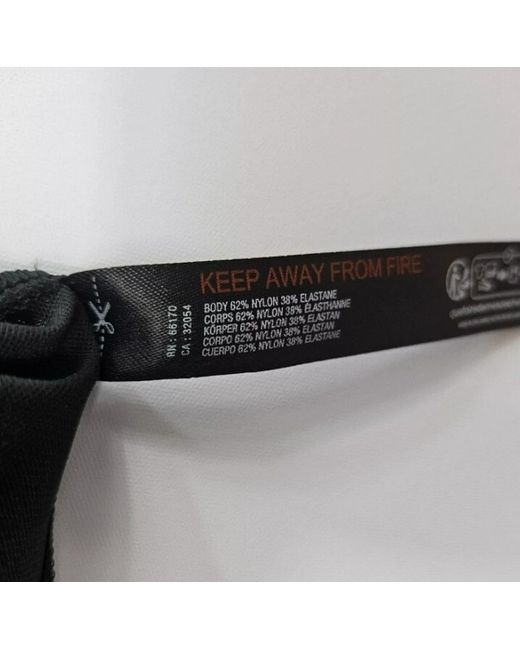 KEEP AWAY FROM FIRE
BODY 62% NYLON 38% ELASTANE
CORPS 62% NYLON 38% ÉLASTHANNE
KÖRPER 62% NYLON 38% ELASTAN
CORPO 62% NYLON 38% ELASTAN
CUERPO 62% NYLON 38% ELASTANE
RN : 66170
CA : 32054